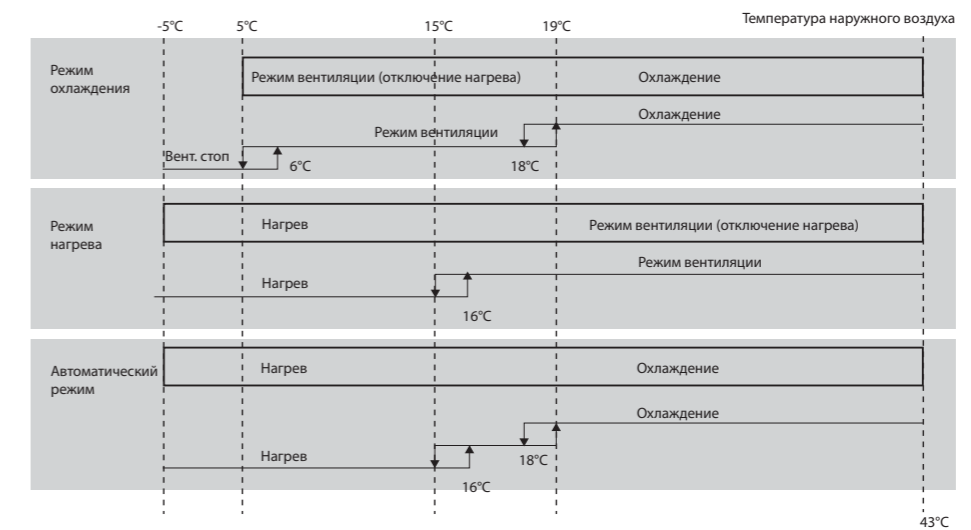 Температура наружного воздуха
-5°C 5°C 15°C 19°C
Режим
охлаждения
Режим вентиляции (отключение нагрева) Охлаждение
Охлаждение
Режим вентиляции
Вент. стоп
6°C 18°C
Режим
нагрева
Нагрев Режим вентиляции (отключение нагрева)
Режим вентиляции
Нагрев
16°C
Автоматический
режим
Нагрев Охлаждение
Охлаждение
Нагрев
18°C
16°C
43°C